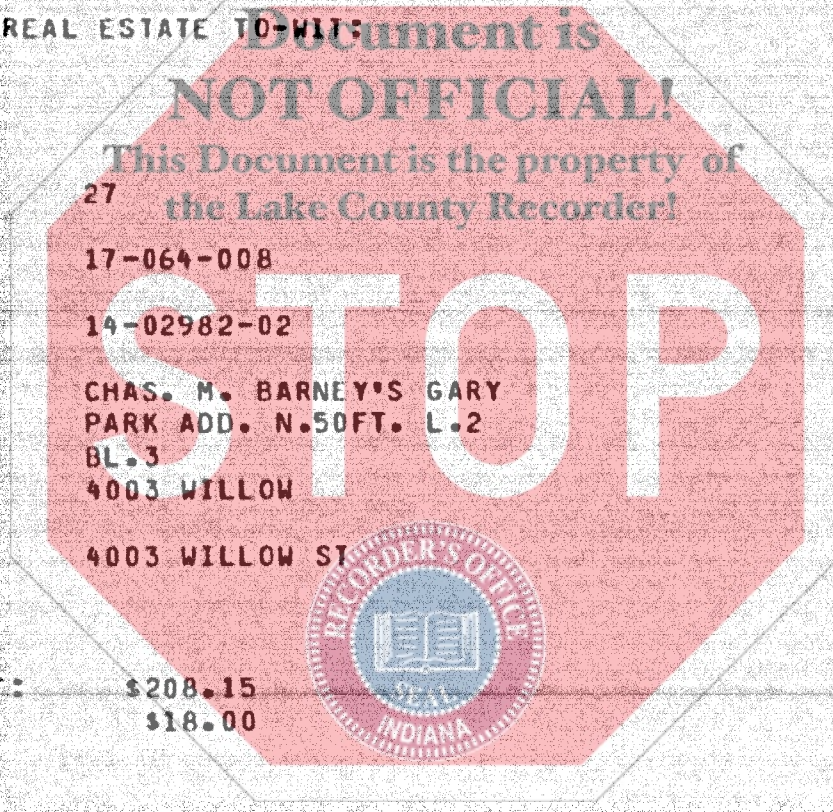 REAL ESTATE TO-WIT:
Document is
NOT OFFICIAL!
This Document is the property of
the Lake County Recorder!
27
17-064-008
STOP
14-02982-02
CHAS. M. BARNEY'S GARY
PARK ADD. N.50FT. L.2
BL.3
4003 WILLOW
4003 WILLOW ST
RECORDER'S OFFICE
SEAL
INDIANA
: $208.15
$18.00